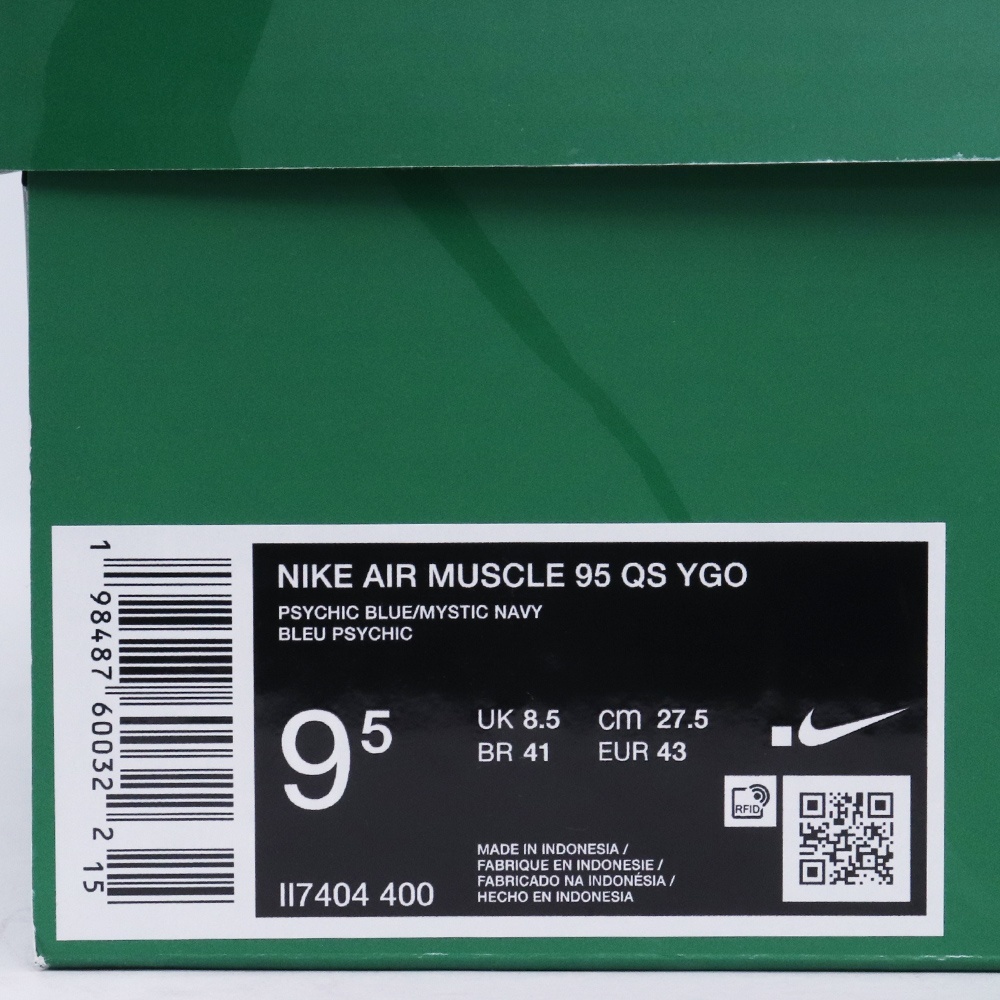 NIKE AIR MUSCLE 95 QS YGO
PSYCHIC BLUE/MYSTIC NAVY
BLEU PSYCHIC
9⁵
UK 8.5 cm 27.5
BR 41 EUR 43
RFID
MADE IN INDONESIA /
FABRIQUE EN INDONESIE /
FABRICADO NA INDONÉSIA /
HECHO EN INDONESIA
II7404 400
1 98487 60032 2 15